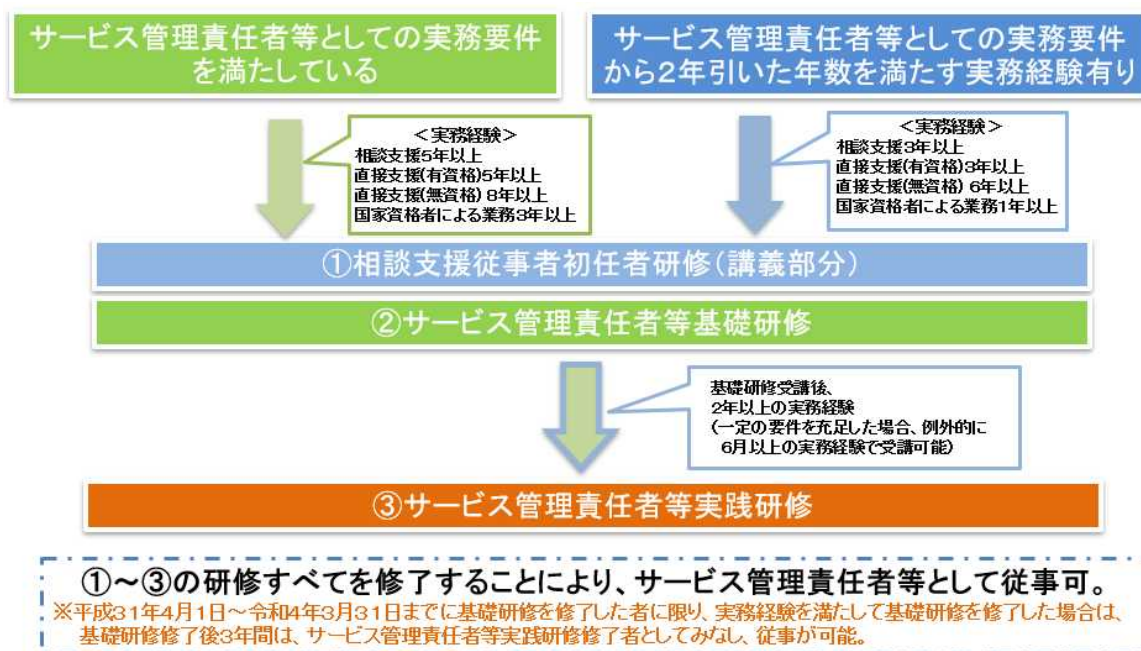 サービス管理責任者等としての実務要件
を満たしている
サービス管理責任者等としての実務要件
から2年引いた年数を満たす実務経験有り
＜実務経験＞
相談支援5年以上
直接支援(有資格)5年以上
直接支援(無資格) 8年以上
国家資格者による業務3年以上
＜実務経験＞
相談支援3年以上
直接支援(有資格)3年以上
直接支援(無資格) 6年以上
国家資格者による業務1年以上
①相談支援従事者初任者研修(講義部分)
②サービス管理責任者等基礎研修
基礎研修受講後、
2年以上の実務経験
(一定の要件を充足した場合、例外的に
6月以上の実務経験で受講可能)
③サービス管理責任者等実践研修
①～③の研修すべてを修了することにより、サービス管理責任者等として従事可。
※平成31年4月1日～令和4年3月31日までに基礎研修を修了した者に限り、実務経験を満たして基礎研修を修了した場合は、
基礎研修修了後3年間は、サービス管理責任者等実践研修修了者としてみなし、従事が可能。